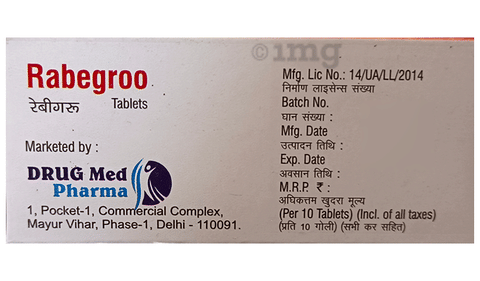 Rabegroo
रेबीगरू Tablets
Marketed by :
DRUG Med
Pharma
1, Pocket-1, Commercial Complex,
Mayur Vihar, Phase-1, Delhi - 110091.
1mg
Mfg. Lic No.: 14/UA/LL/2014
निर्माण लाइसेन्स संख्या
Batch No.
घान संख्या :
Mfg. Date
उत्पादन तिथि :
Exp. Date
अवसान तिथि :
M.R.P. ₹ :
अधिकत्तम खुदरा मूल्य
(Per 10 Tablets) (Incl. of all taxes)
(प्रति 10 गोली) (सभी कर सहित)